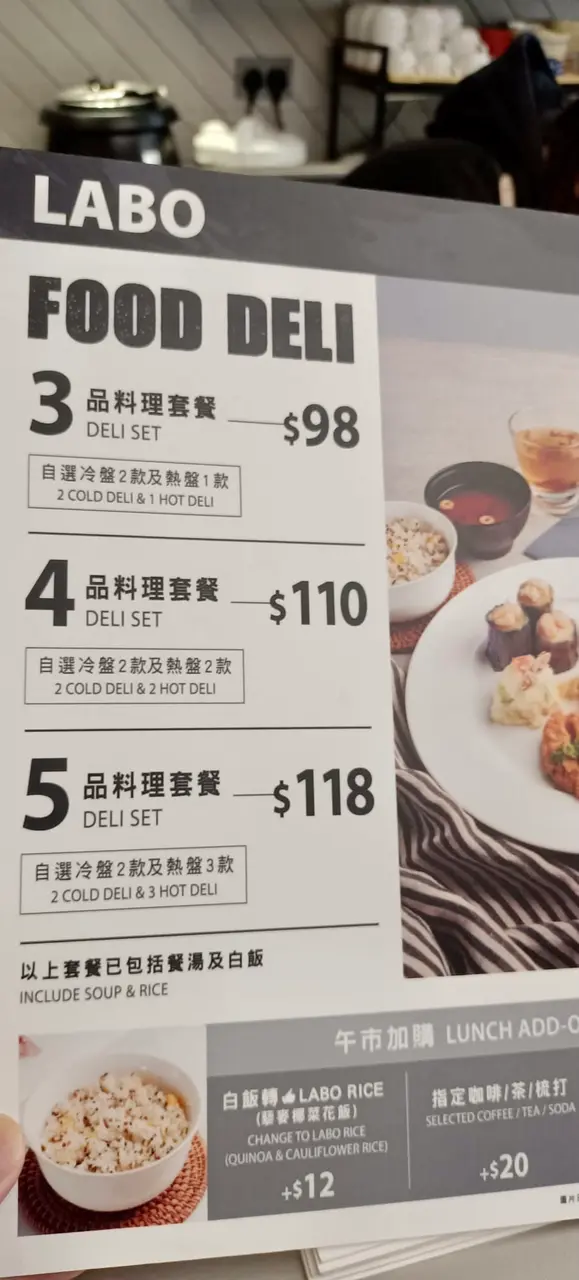 LABO
FOOD DELI
3 品料理套餐 $98
DELI SET
自選冷盤2款及熱盤1款
2 COLD DELI & 1 HOT DELI
4 品料理套餐 $110
DELI SET
自選冷盤2款及熱盤2款
2 COLD DELI & 2 HOT DELI
5 品料理套餐 $118
DELI SET
自選冷盤2款及熱盤3款
2 COLD DELI & 3 HOT DELI
以上套餐已包括餐湯及白飯
INCLUDE SOUP & RICE
午市加購 LUNCH ADD-O
白飯轉👍LABO RICE
(藜麥椰菜花飯)
CHANGE TO LABO RICE
(QUINOA & CAULIFLOWER RICE)
+$12
指定咖啡/茶/梳打
SELECTED COFFEE / TEA / SODA
+$20
圖片